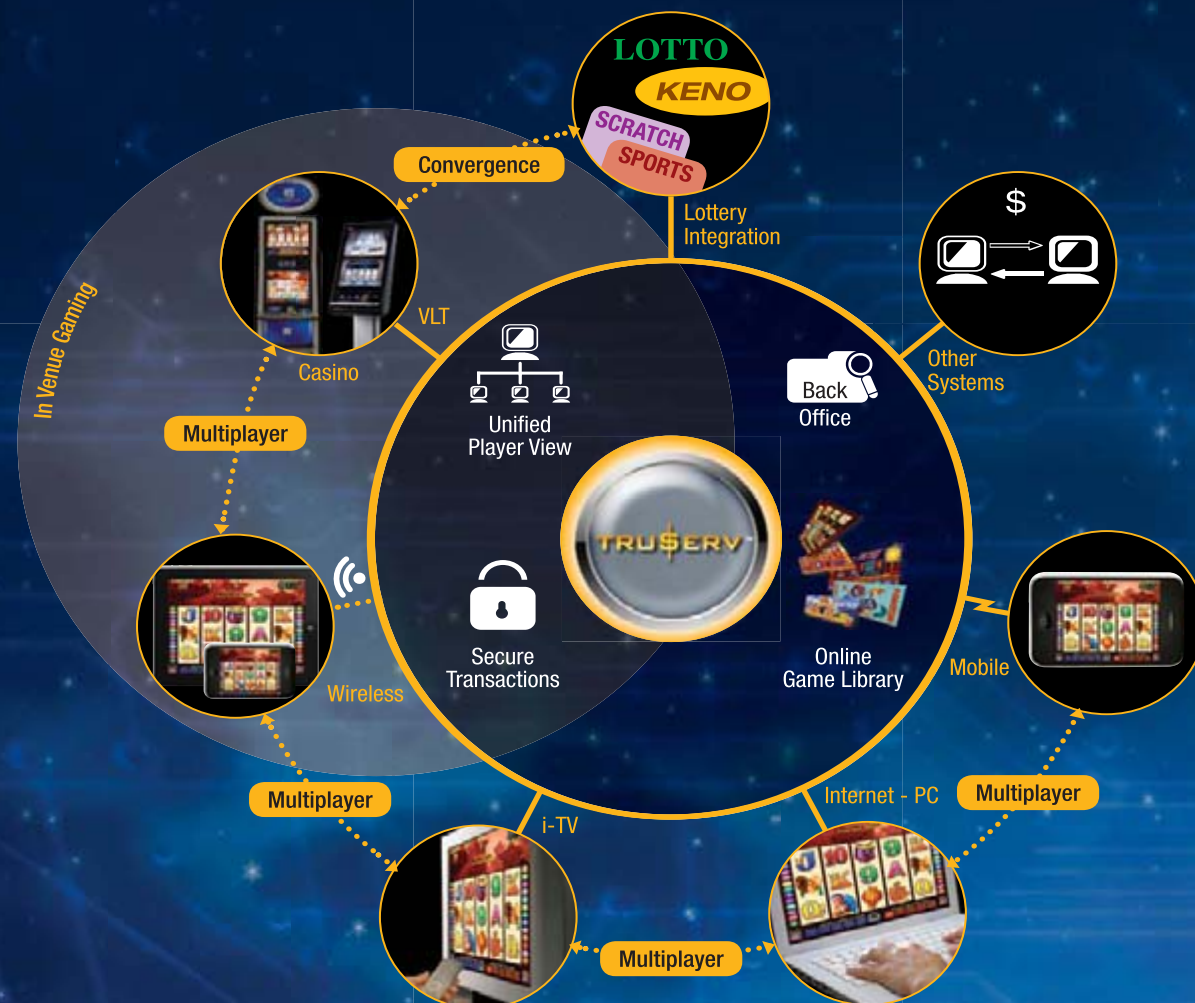 LOTTO
KENO
SCRATCH
SPORTS
Convergence
Lottery
Integration
$
In Venue Gaming
VLT
Casino
Other
Systems
Unified
Player View
Back
Office
Multiplayer
TRU$ERV
Secure
Transactions
Online
Game Library
Wireless
Mobile
Multiplayer
i-TV
Internet - PC
Multiplayer
Multiplayer